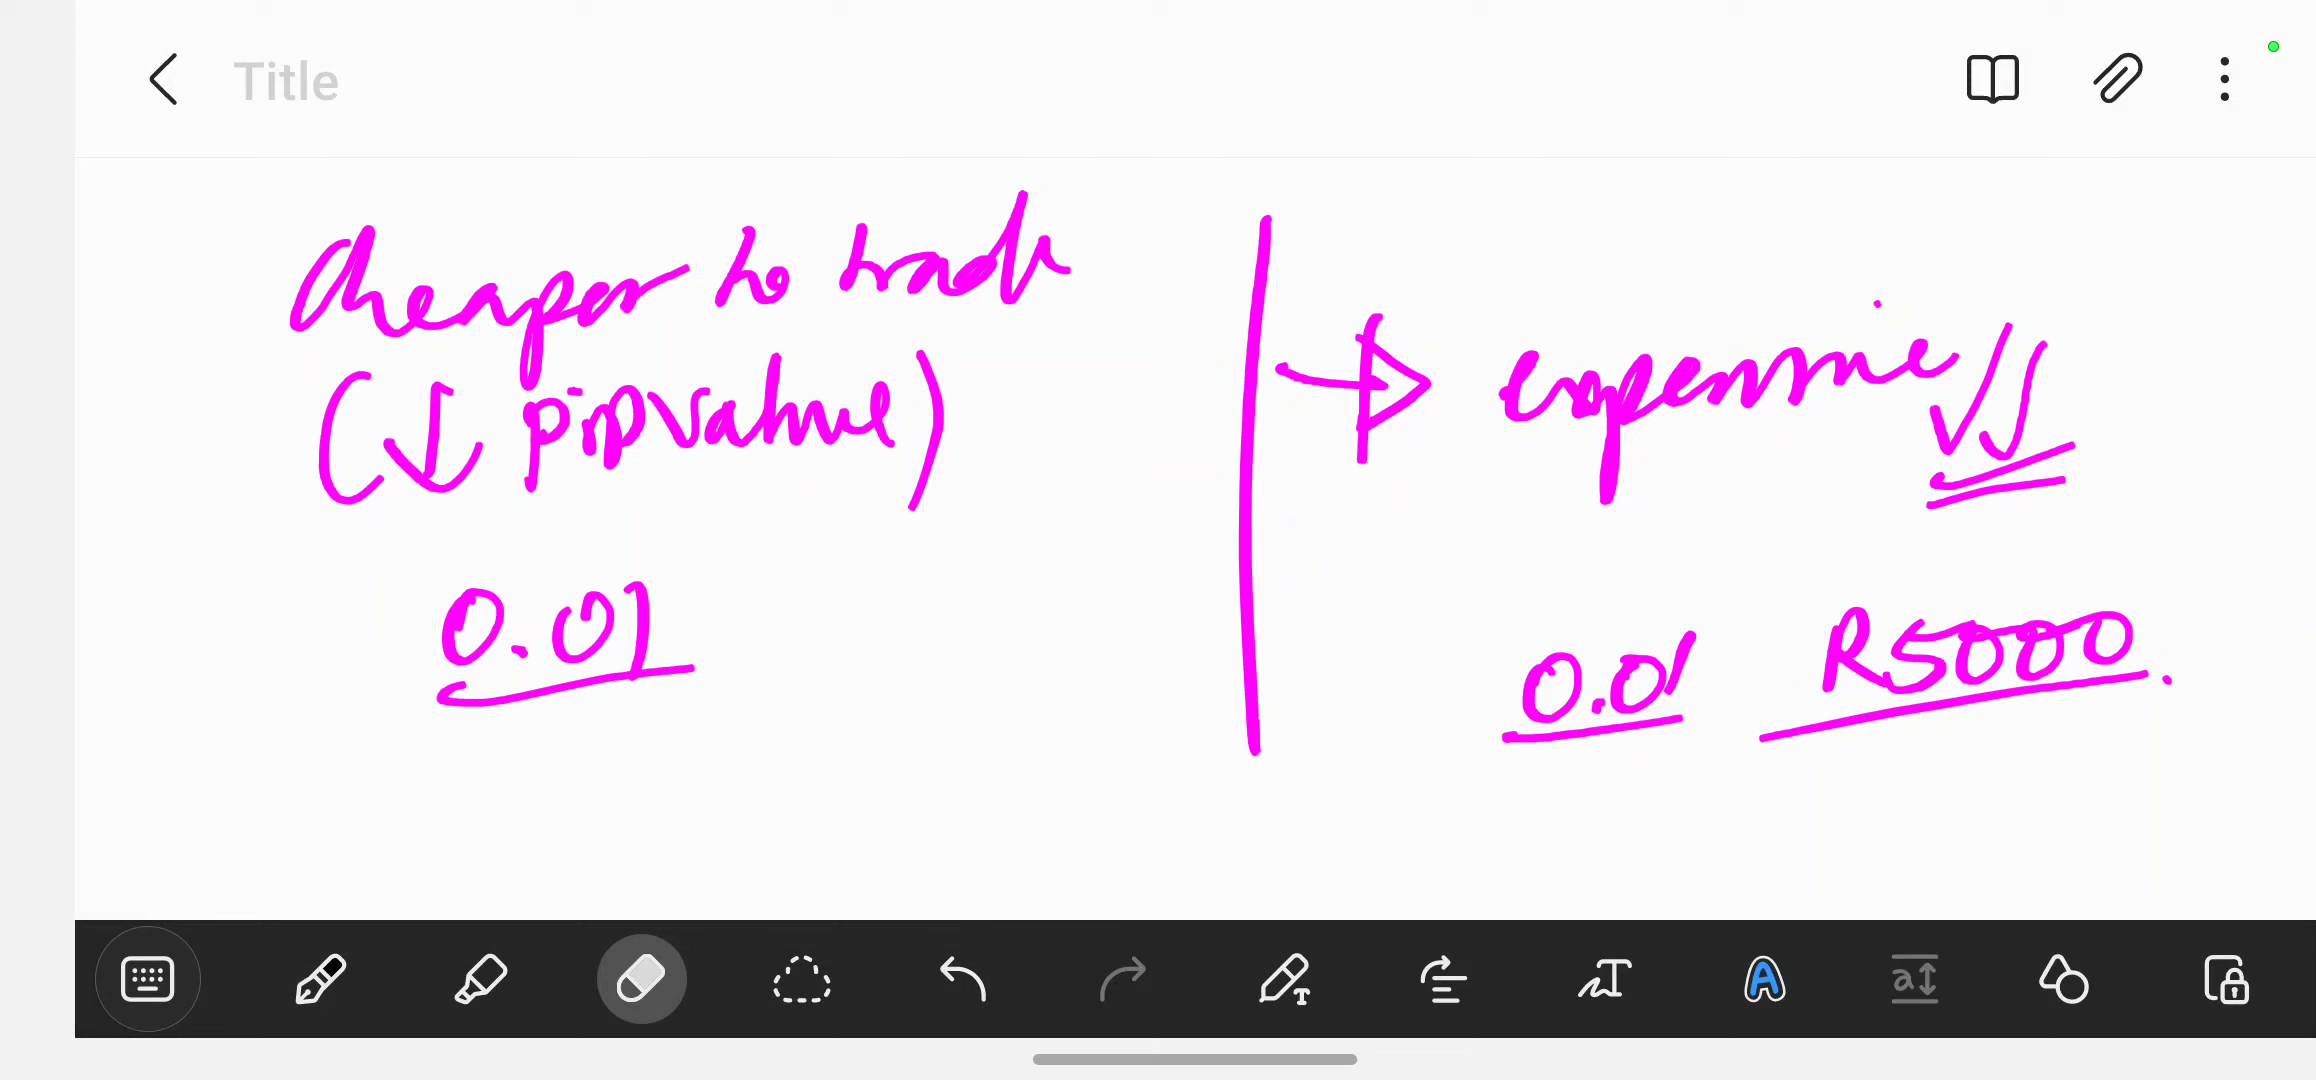 Title
cheaper to trade
(↓ pipvalue)
0.01
expensive
0.01 R5000.